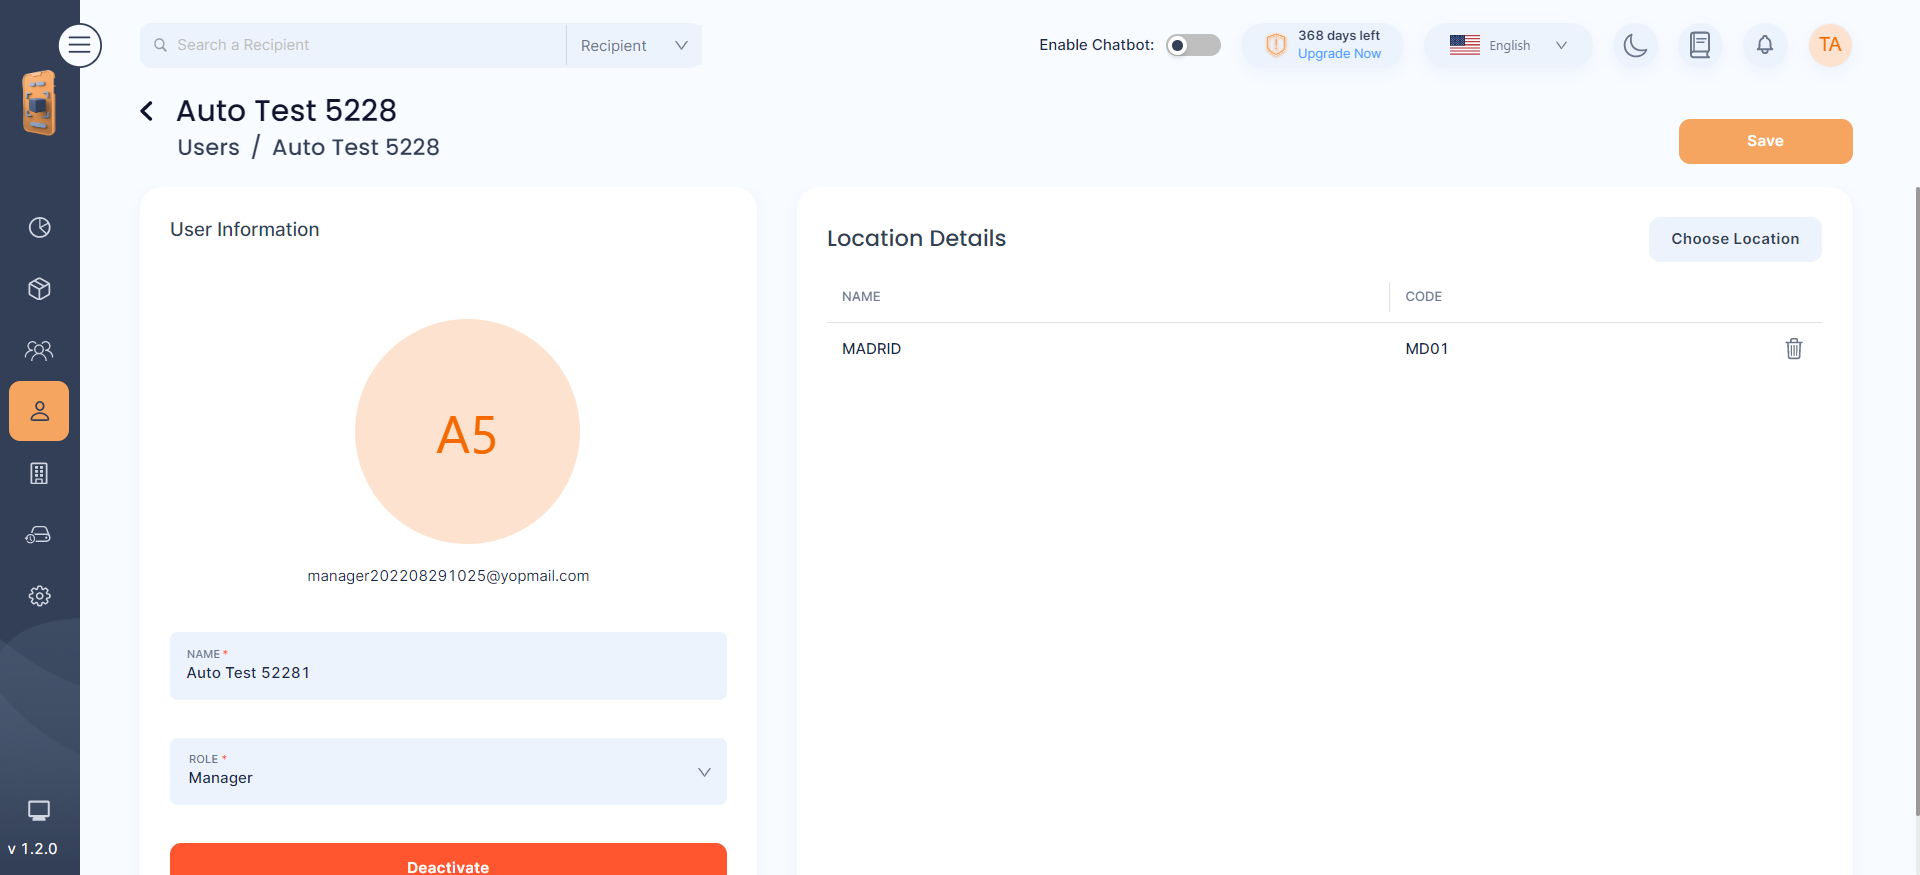 Search a Recipient
Recipient
Enable Chatbot:
368 days left
Upgrade Now
English
TA
Auto Test 5228
Users / Auto Test 5228
Save
User Information
A5
manager202208291025@yopmail.com
NAME *
Auto Test 52281
ROLE *
Manager
Deactivate
Location Details
Choose Location
NAME
CODE
MADRID
MD01
v 1.2.0